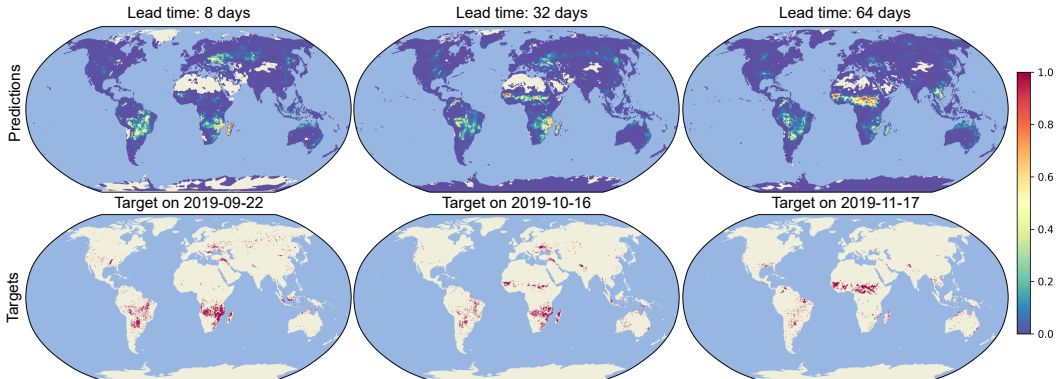 Lead time: 8 days
Lead time: 32 days
Lead time: 64 days
Predictions
Target on 2019-09-22
Target on 2019-10-16
Target on 2019-11-17
Targets
1.0
0.8
0.6
0.4
0.2
0.0